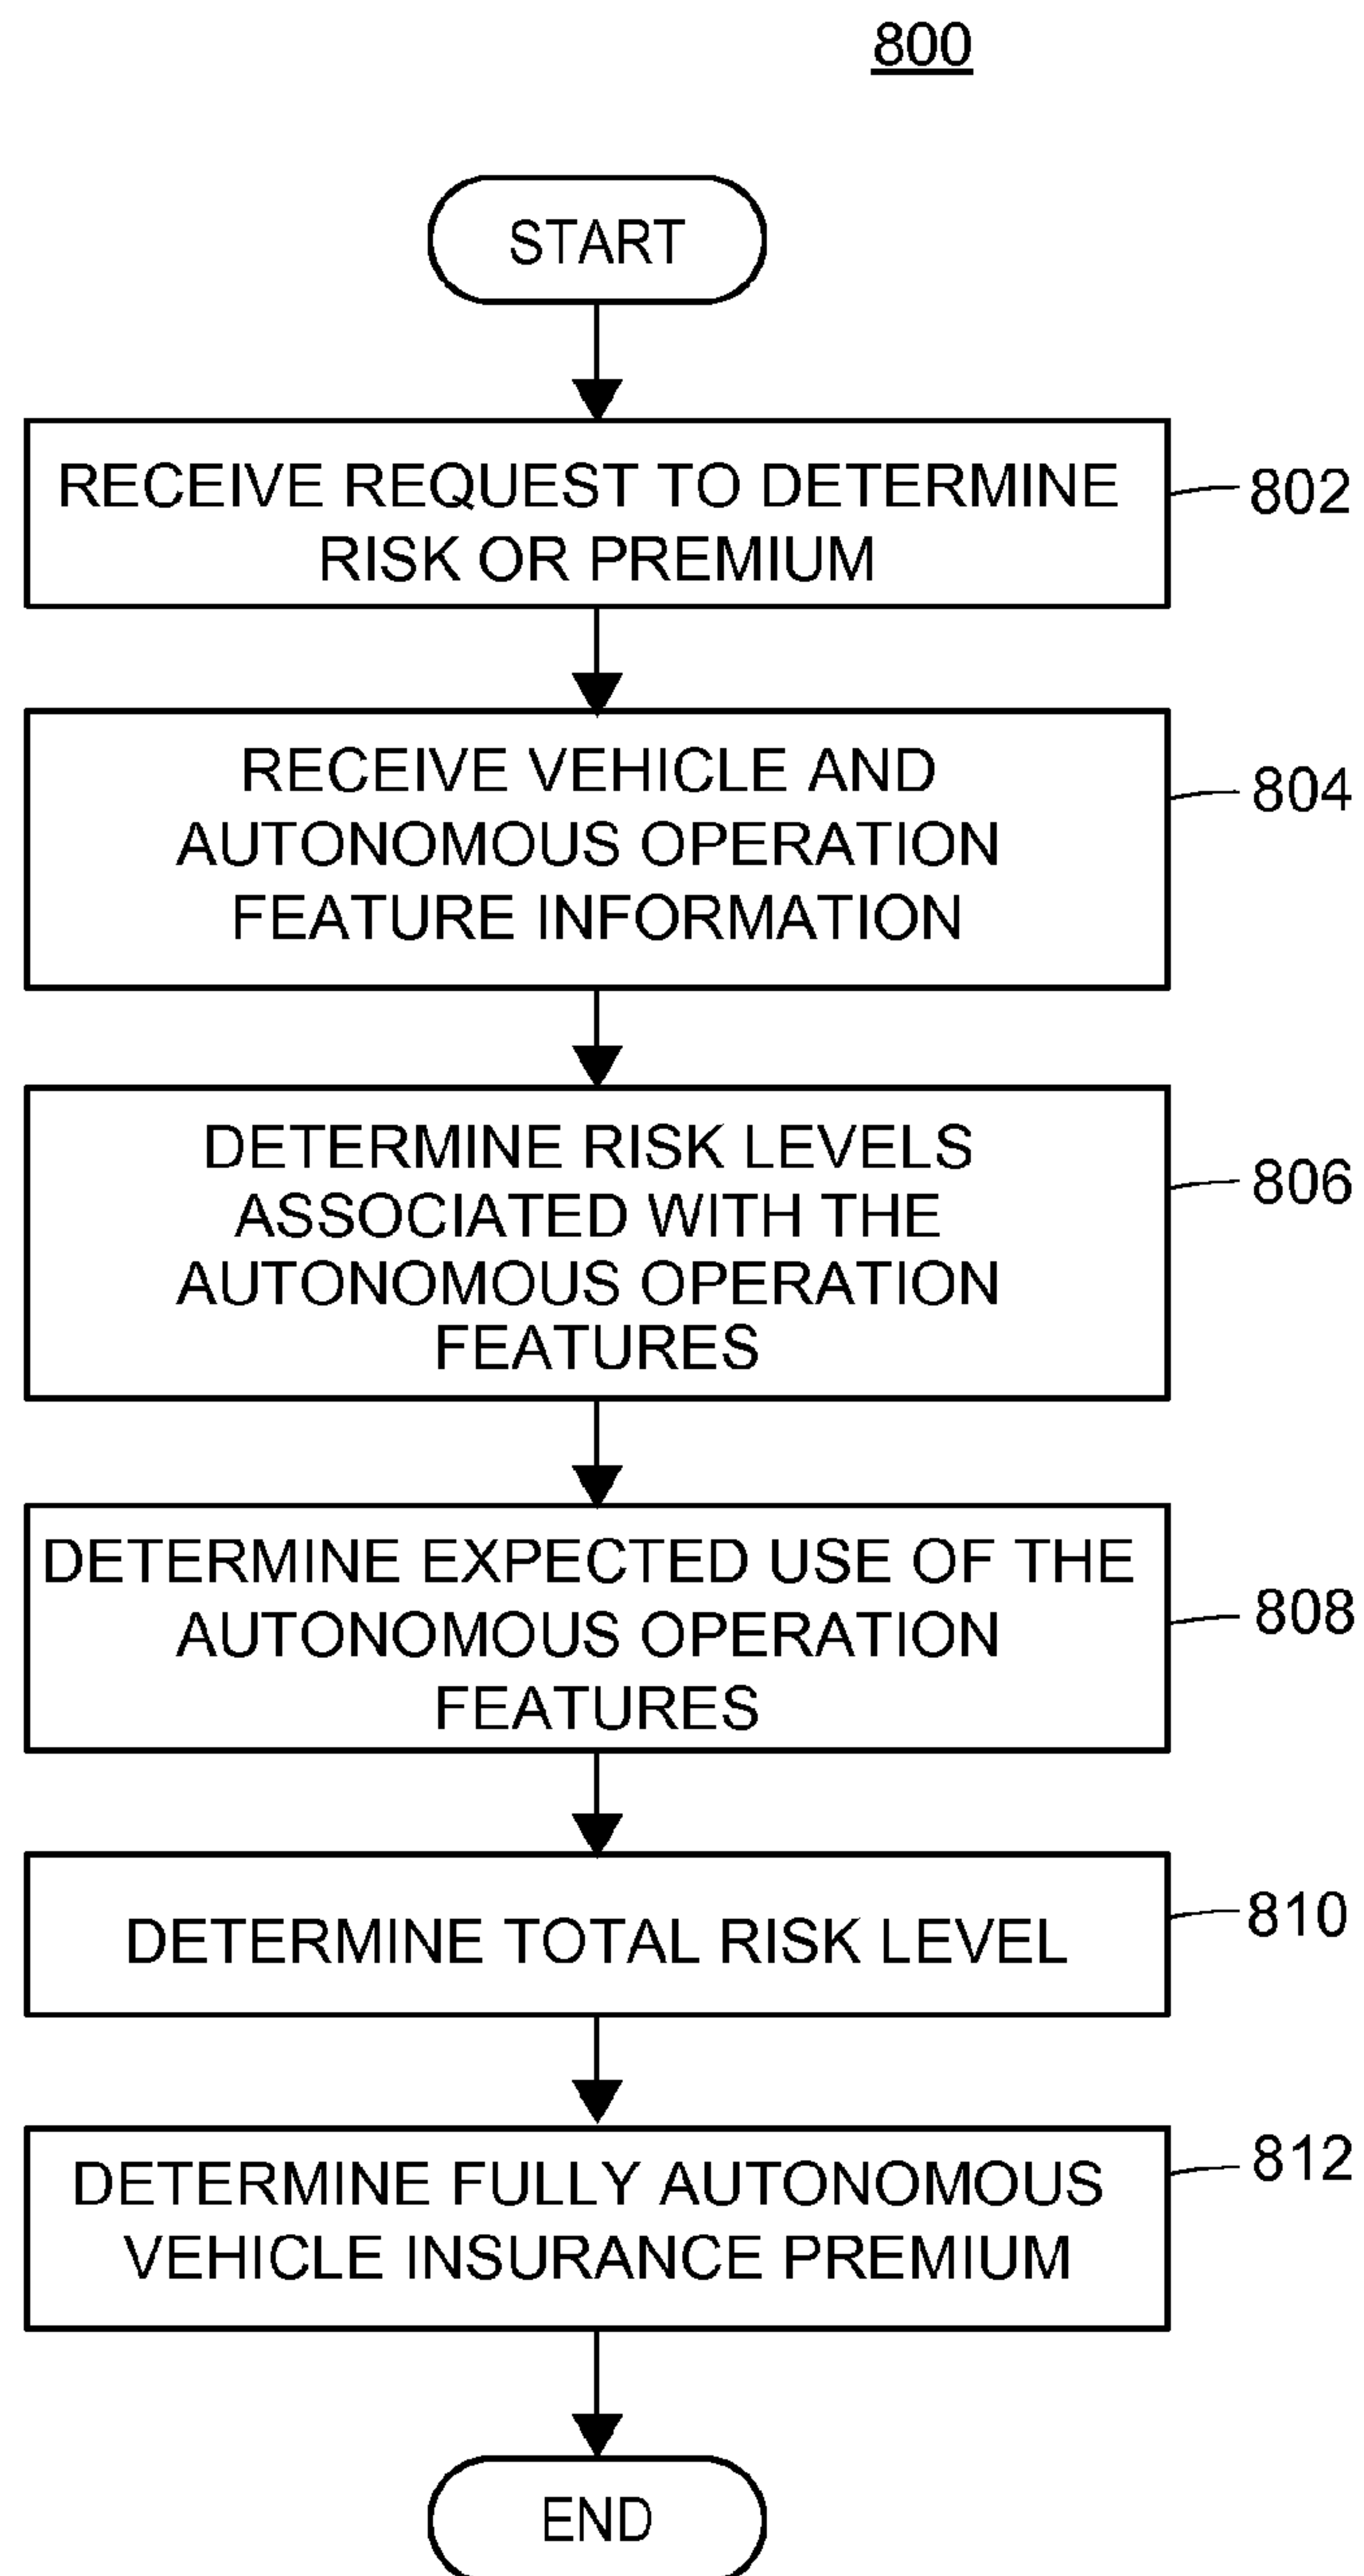 800
START
RECEIVE REQUEST TO DETERMINE
RISK OR PREMIUM
802
RECEIVE VEHICLE AND
AUTONOMOUS OPERATION
FEATURE INFORMATION
804
DETERMINE RISK LEVELS
ASSOCIATED WITH THE
AUTONOMOUS OPERATION
FEATURES
806
DETERMINE EXPECTED USE OF THE
AUTONOMOUS OPERATION
FEATURES
808
DETERMINE TOTAL RISK LEVEL
810
DETERMINE FULLY AUTONOMOUS
VEHICLE INSURANCE PREMIUM
812
END